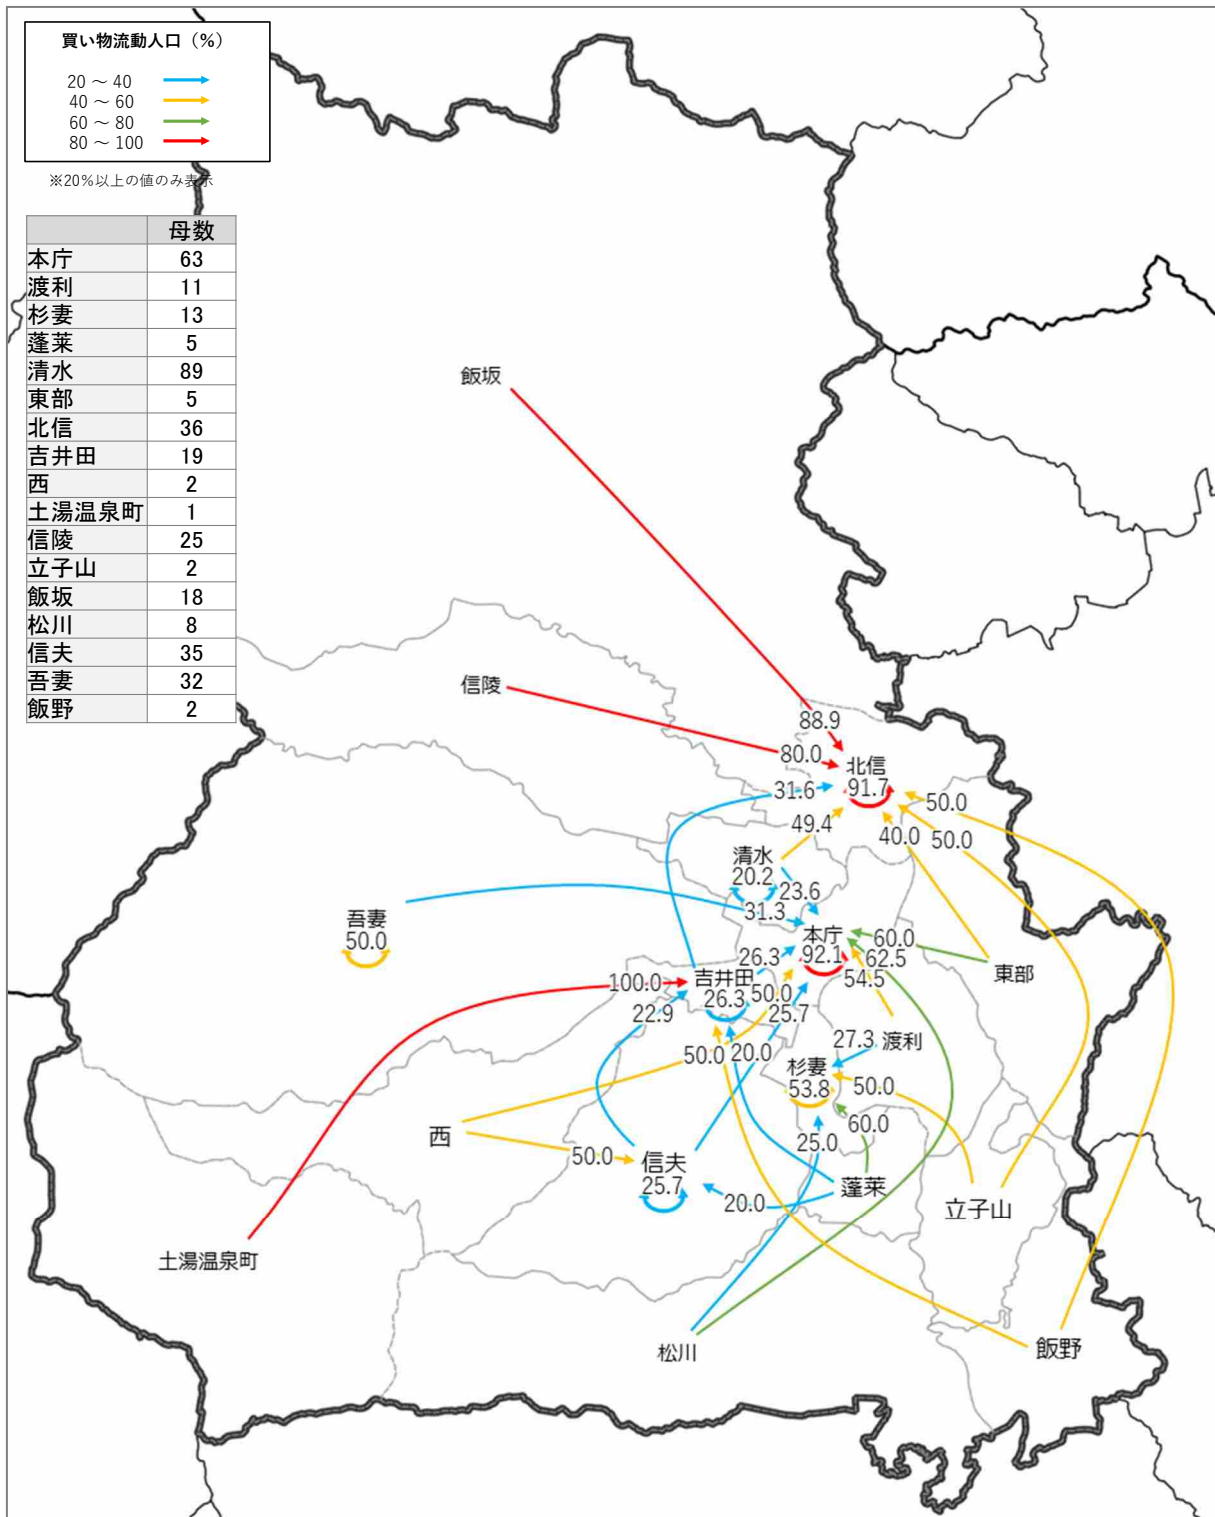 買い物流動人口（%）
20 ～ 40
40 ～ 60
60 ～ 80
80 ～ 100
※20%以上の値のみ表示
母数
本庁 63
渡利 11
杉妻 13
蓬莱 5
清水 89
東部 5
北信 36
吉井田 19
西 2
土湯温泉町 1
信陵 25
立子山 2
飯坂 18
松川 8
信夫 35
吾妻 32
飯野 2
飯坂
信陵
88.9
80.0
北信
31.6
91.7
50.0
49.4
40.0
50.0
清水
20.2
23.6
31.3
吾妻
50.0
本庁
60.0
92.1
62.5
26.3
54.5
東部
吉井田
100.0
26.3
50.0
22.9
25.7
50.0
20.0
27.3
渡利
杉妻
53.8
50.0
60.0
25.0
西
50.0
信夫
25.7
20.0
蓬莱
立子山
土湯温泉町
松川
飯野